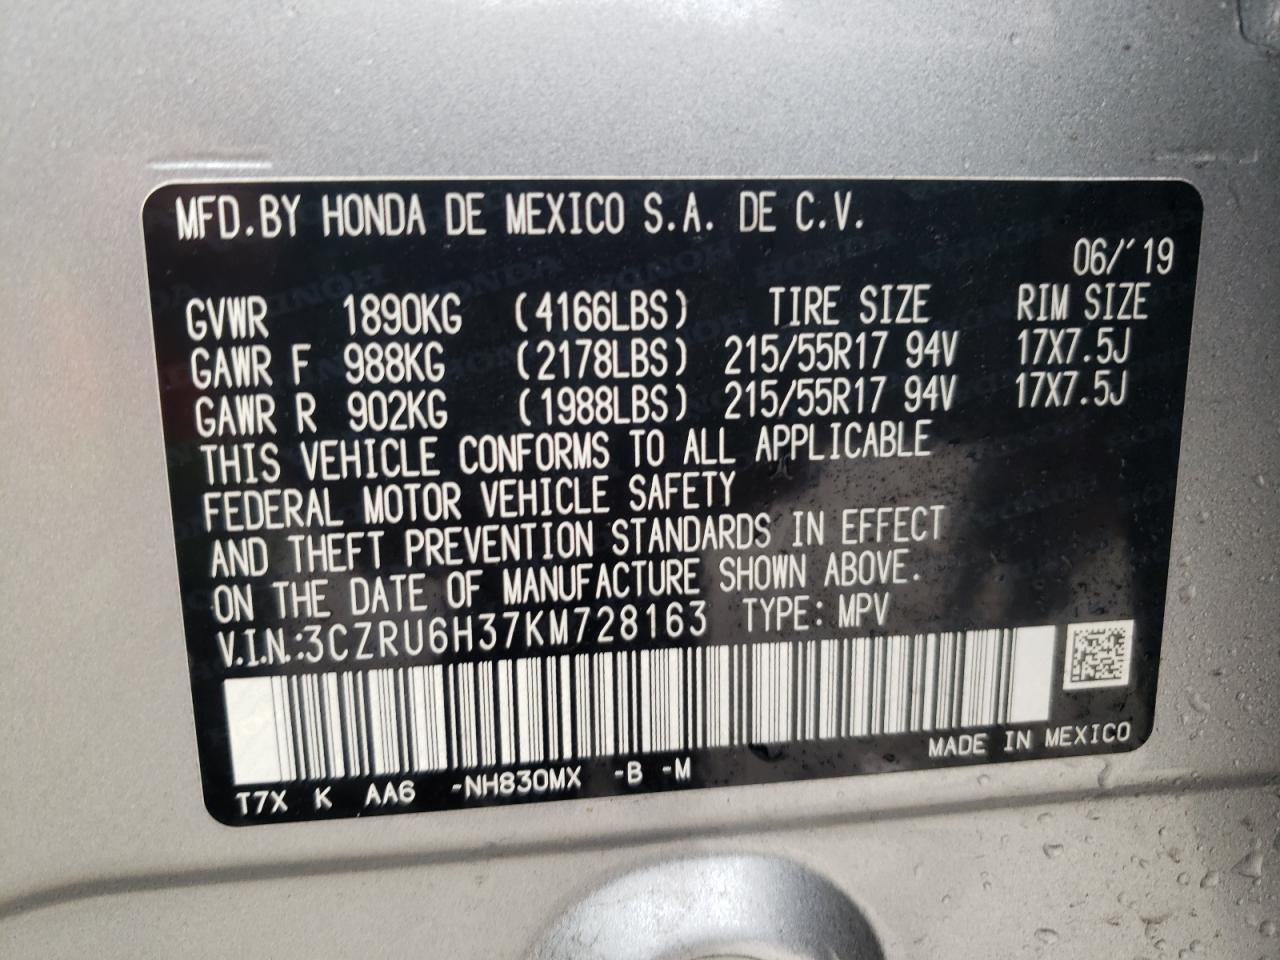 MFD.BY HONDA DE MEXICO S.A. DE C.V.
06/'19
GVWR 1890KG (4166LBS) TIRE SIZE RIM SIZE
GAWR F 988KG (2178LBS) 215/55R17 94V 17X7.5J
GAWR R 902KG (1988LBS) 215/55R17 94V 17X7.5J
THIS VEHICLE CONFORMS TO ALL APPLICABLE
FEDERAL MOTOR VEHICLE SAFETY
AND THEFT PREVENTION STANDARDS IN EFFECT
ON THE DATE OF MANUFACTURE SHOWN ABOVE.
V.I.N.:3CZRU6H37KM728163 TYPE: MPV
MADE IN MEXICO
T7X K AA6 -NH830MX -B -M